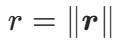 r = ‖𝒓‖